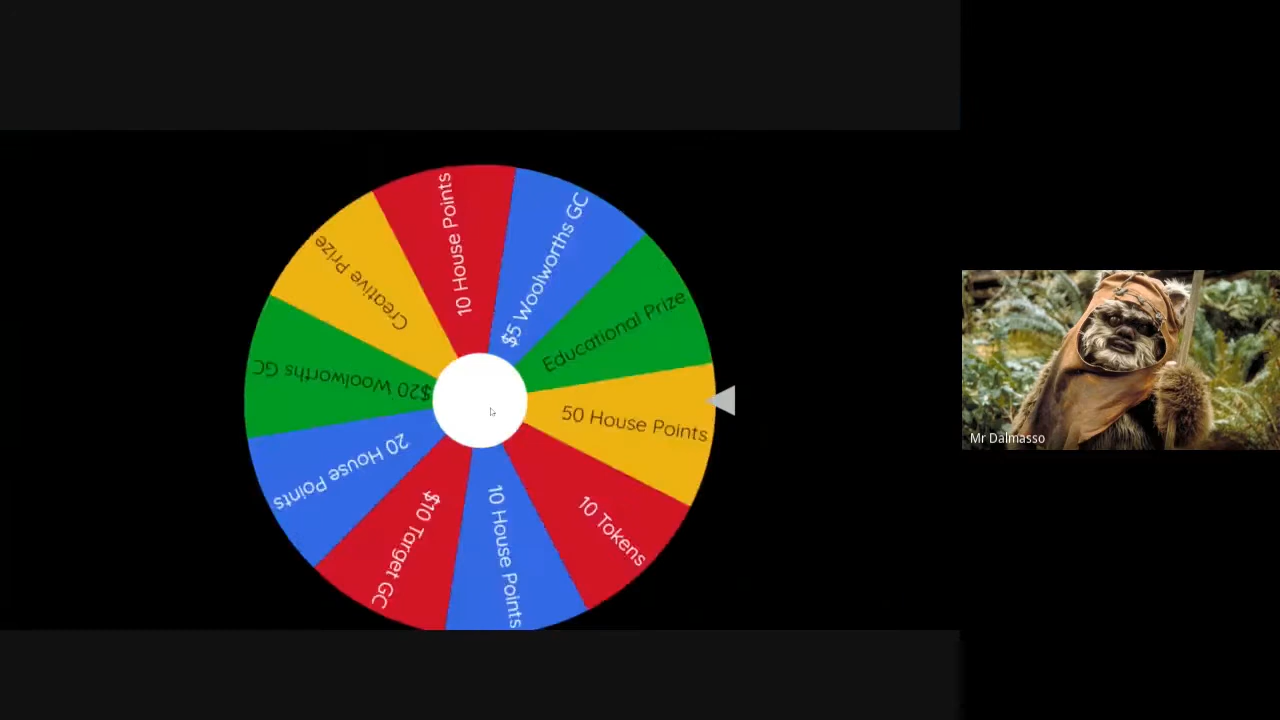 10 House Points
$5 Woolworths GC
Educational Prize
50 House Points
10 Tokens
10 House Points
$10 Target GC
20 House Points
$20 Woolworths GC
Creative Prize
Mr Dalmasso